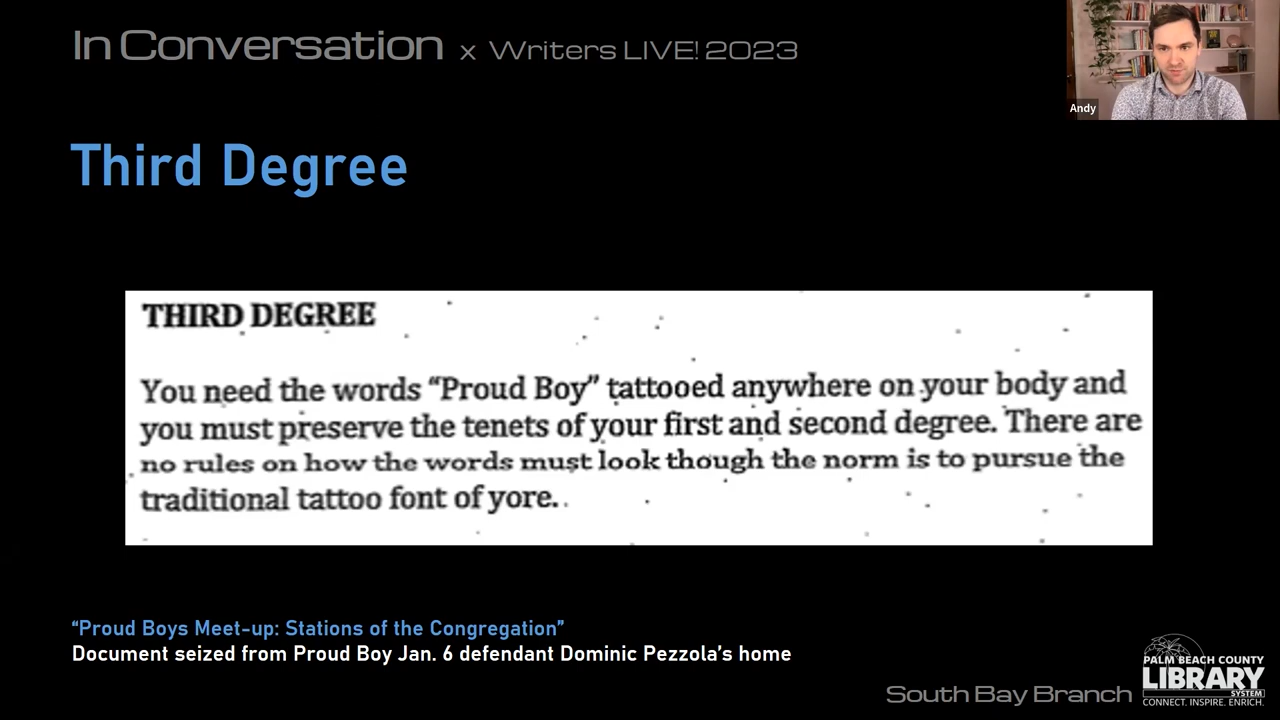 In Conversation x Writers LIVE! 2023
Andy
Third Degree
THIRD DEGREE
You need the words “Proud Boy” tattooed anywhere on your body and
you must preserve the tenets of your first and second degree. There are
no rules on how the words must look though the norm is to pursue the
traditional tattoo font of yore.
“Proud Boys Meet-up: Stations of the Congregation”
Document seized from Proud Boy Jan. 6 defendant Dominic Pezzola’s home
South Bay Branch
PALM BEACH COUNTY
LIBRARY
SYSTEM
CONNECT. INSPIRE. ENRICH.